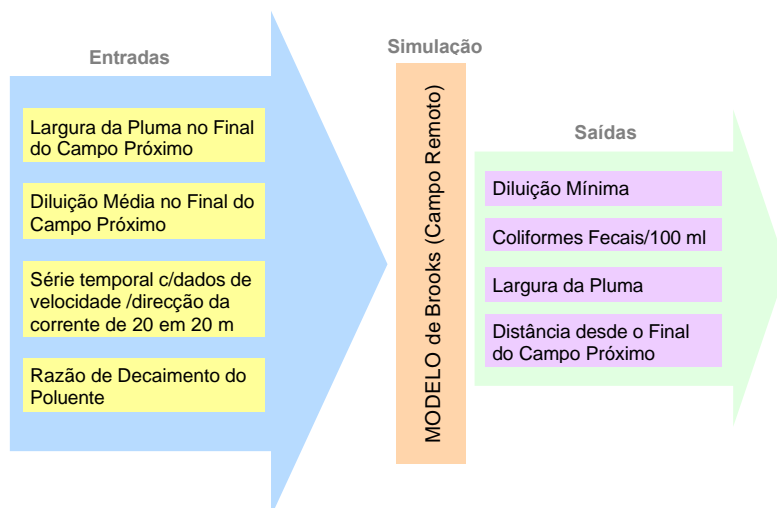 Entradas
Largura da Pluma no Final
do Campo Próximo
Diluição Média no Final do
Campo Próximo
Série temporal c/dados de
velocidade /direcção da
corrente de 20 em 20 m
Razão de Decaimento do
Poluente
Simulação
MODELO de Brooks (Campo Remoto)
Saídas
Diluição Mínima
Coliformes Fecais/100 ml
Largura da Pluma
Distância desde o Final
do Campo Próximo